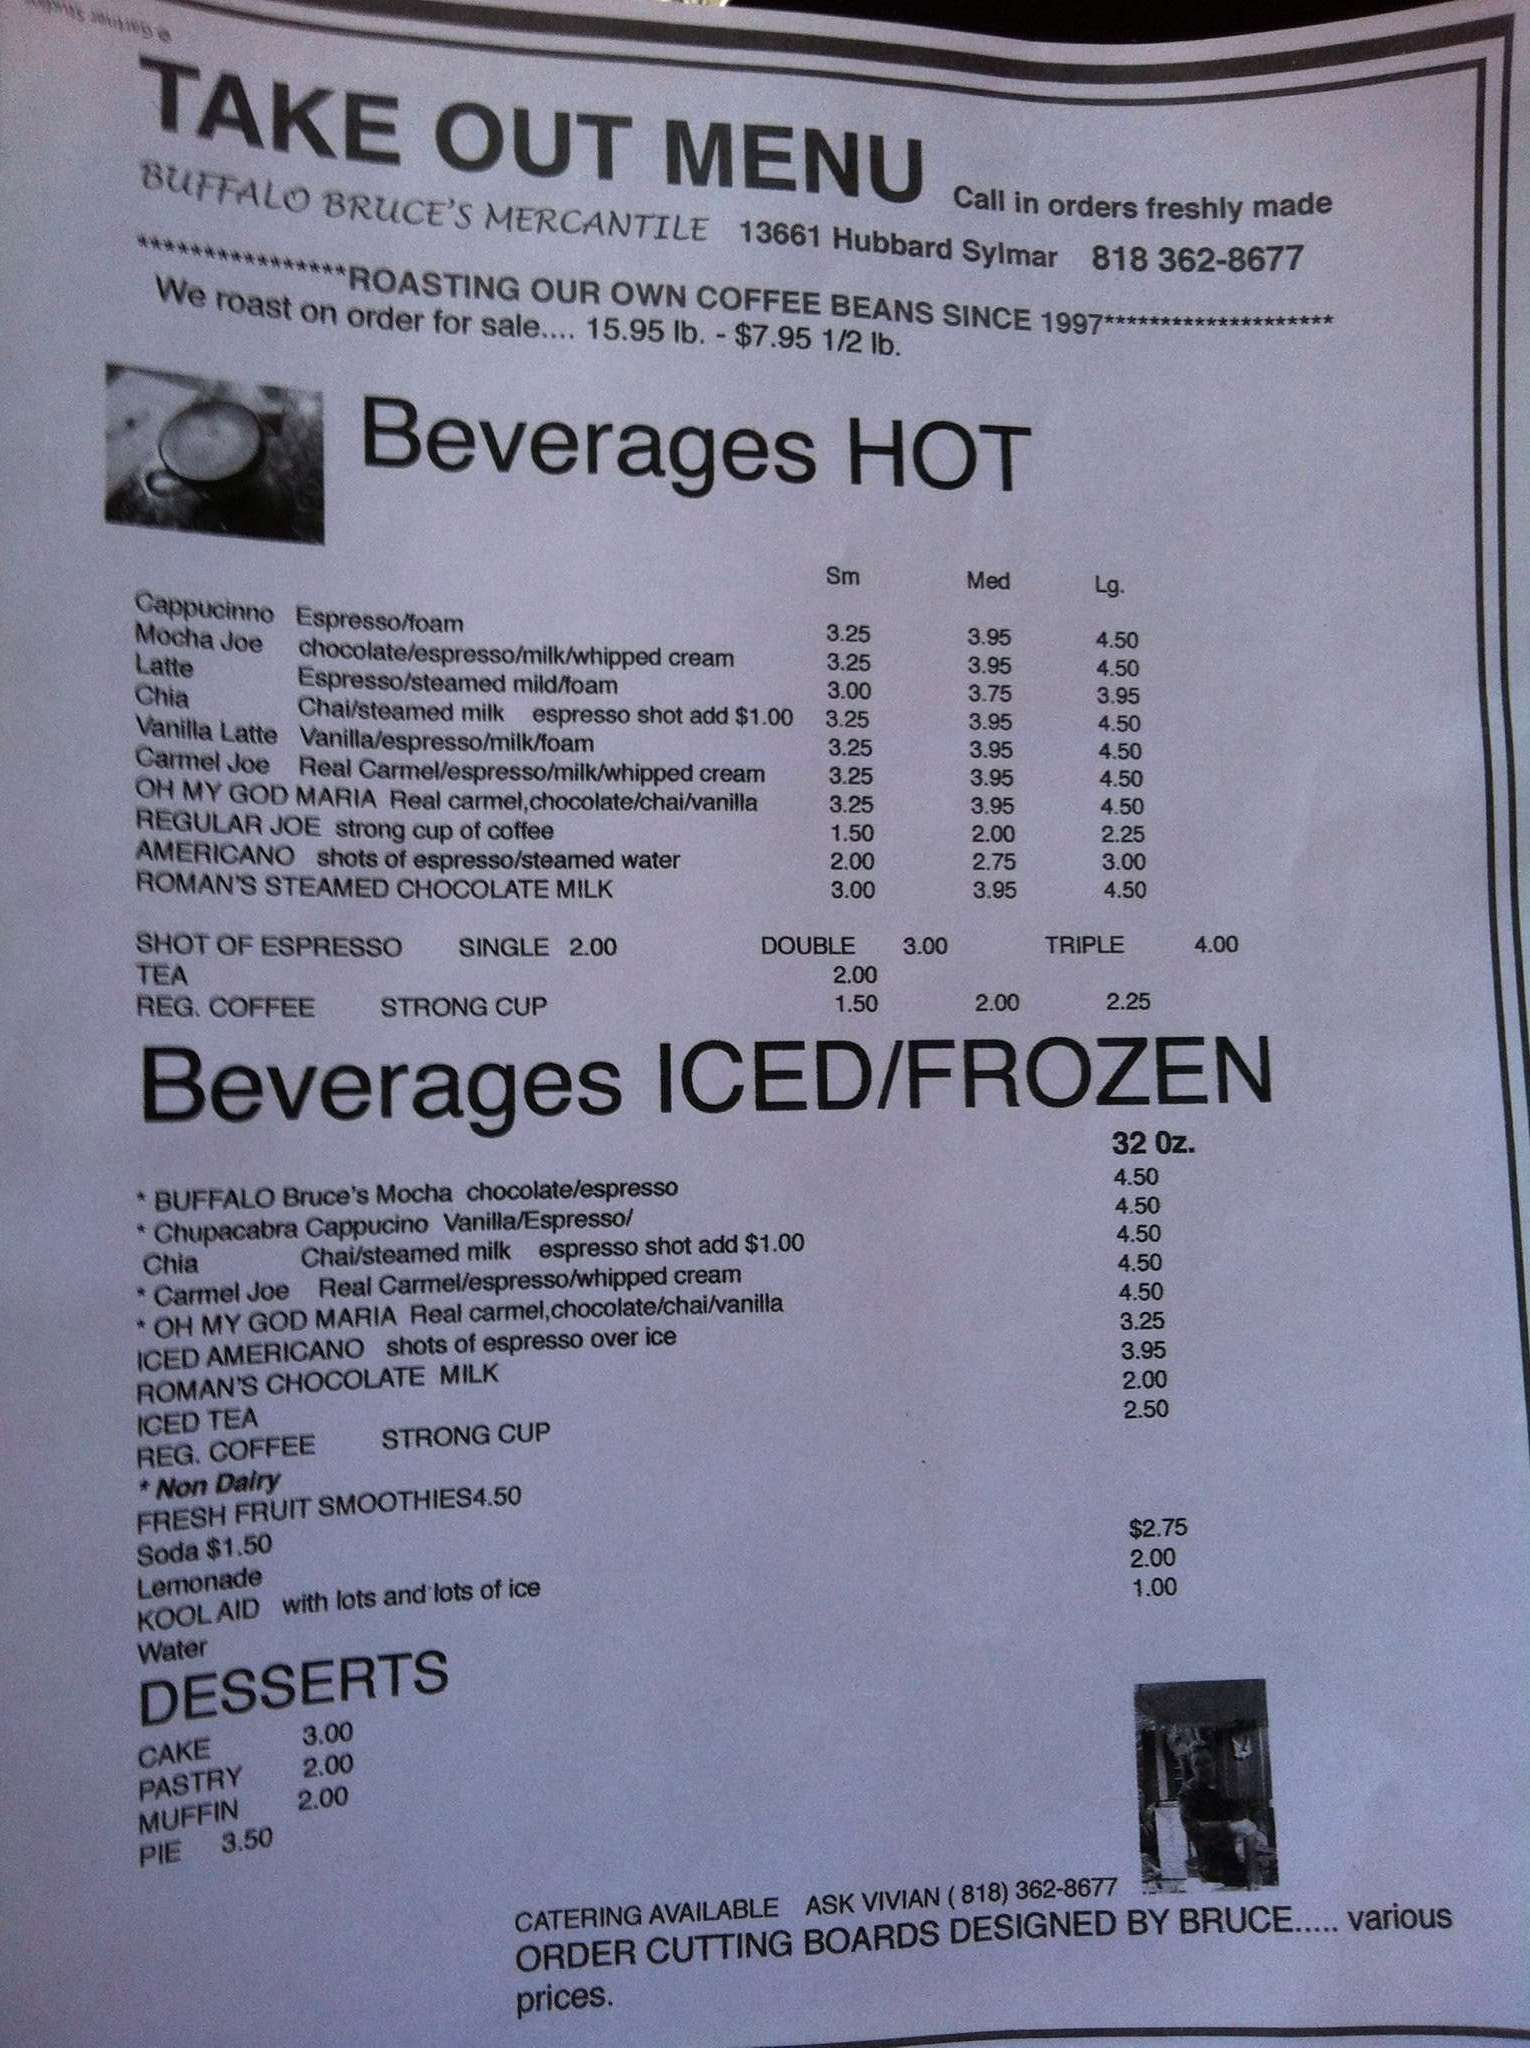 TAKE OUT MENU Call in orders freshly made
BUFFALO BRUCE'S MERCANTILE 13661 Hubbard Sylmar 818 362-8677
***************ROASTING OUR OWN COFFEE BEANS SINCE 1997********************
We roast on order for sale.... 15.95 lb. - $7.95 1/2 lb.
Beverages HOT
Sm Med Lg.
Cappucinno Espresso/foam 3.25 3.95 4.50
Mocha Joe chocolate/espresso/milk/whipped cream 3.25 3.95 4.50
Latte Espresso/steamed mild/foam 3.00 3.75 3.95
Chia Chai/steamed milk espresso shot add $1.00 3.25 3.95 4.50
Vanilla Latte Vanilla/espresso/milk/foam 3.25 3.95 4.50
Carmel Joe Real Carmel/espresso/milk/whipped cream 3.25 3.95 4.50
OH MY GOD MARIA Real carmel,chocolate/chai/vanilla 3.25 3.95 4.50
REGULAR JOE strong cup of coffee 1.50 2.00 2.25
AMERICANO shots of espresso/steamed water 2.00 2.75 3.00
ROMAN'S STEAMED CHOCOLATE MILK 3.00 3.95 4.50
SHOT OF ESPRESSO SINGLE 2.00 DOUBLE 3.00 TRIPLE 4.00
TEA 2.00
REG. COFFEE STRONG CUP 1.50 2.00 2.25
Beverages ICED/FROZEN
32 Oz.
* BUFFALO Bruce's Mocha chocolate/espresso 4.50
* Chupacabra Cappucino Vanilla/Espresso/ 4.50
Chia Chai/steamed milk espresso shot add $1.00 4.50
* Carmel Joe Real Carmel/espresso/whipped cream 4.50
* OH MY GOD MARIA Real carmel,chocolate/chai/vanilla 4.50
ICED AMERICANO shots of espresso over ice 3.25
ROMAN'S CHOCOLATE MILK 3.95
ICED TEA 2.00
REG. COFFEE STRONG CUP 2.50
* Non Dairy
FRESH FRUIT SMOOTHIES4.50
Soda $1.50
Lemonade $2.75
KOOL AID with lots and lots of ice 2.00
Water 1.00
DESSERTS
CAKE 3.00
PASTRY 2.00
MUFFIN 2.00
PIE 3.50
CATERING AVAILABLE ASK VIVIAN ( 818) 362-8677
ORDER CUTTING BOARDS DESIGNED BY BRUCE..... various
prices.